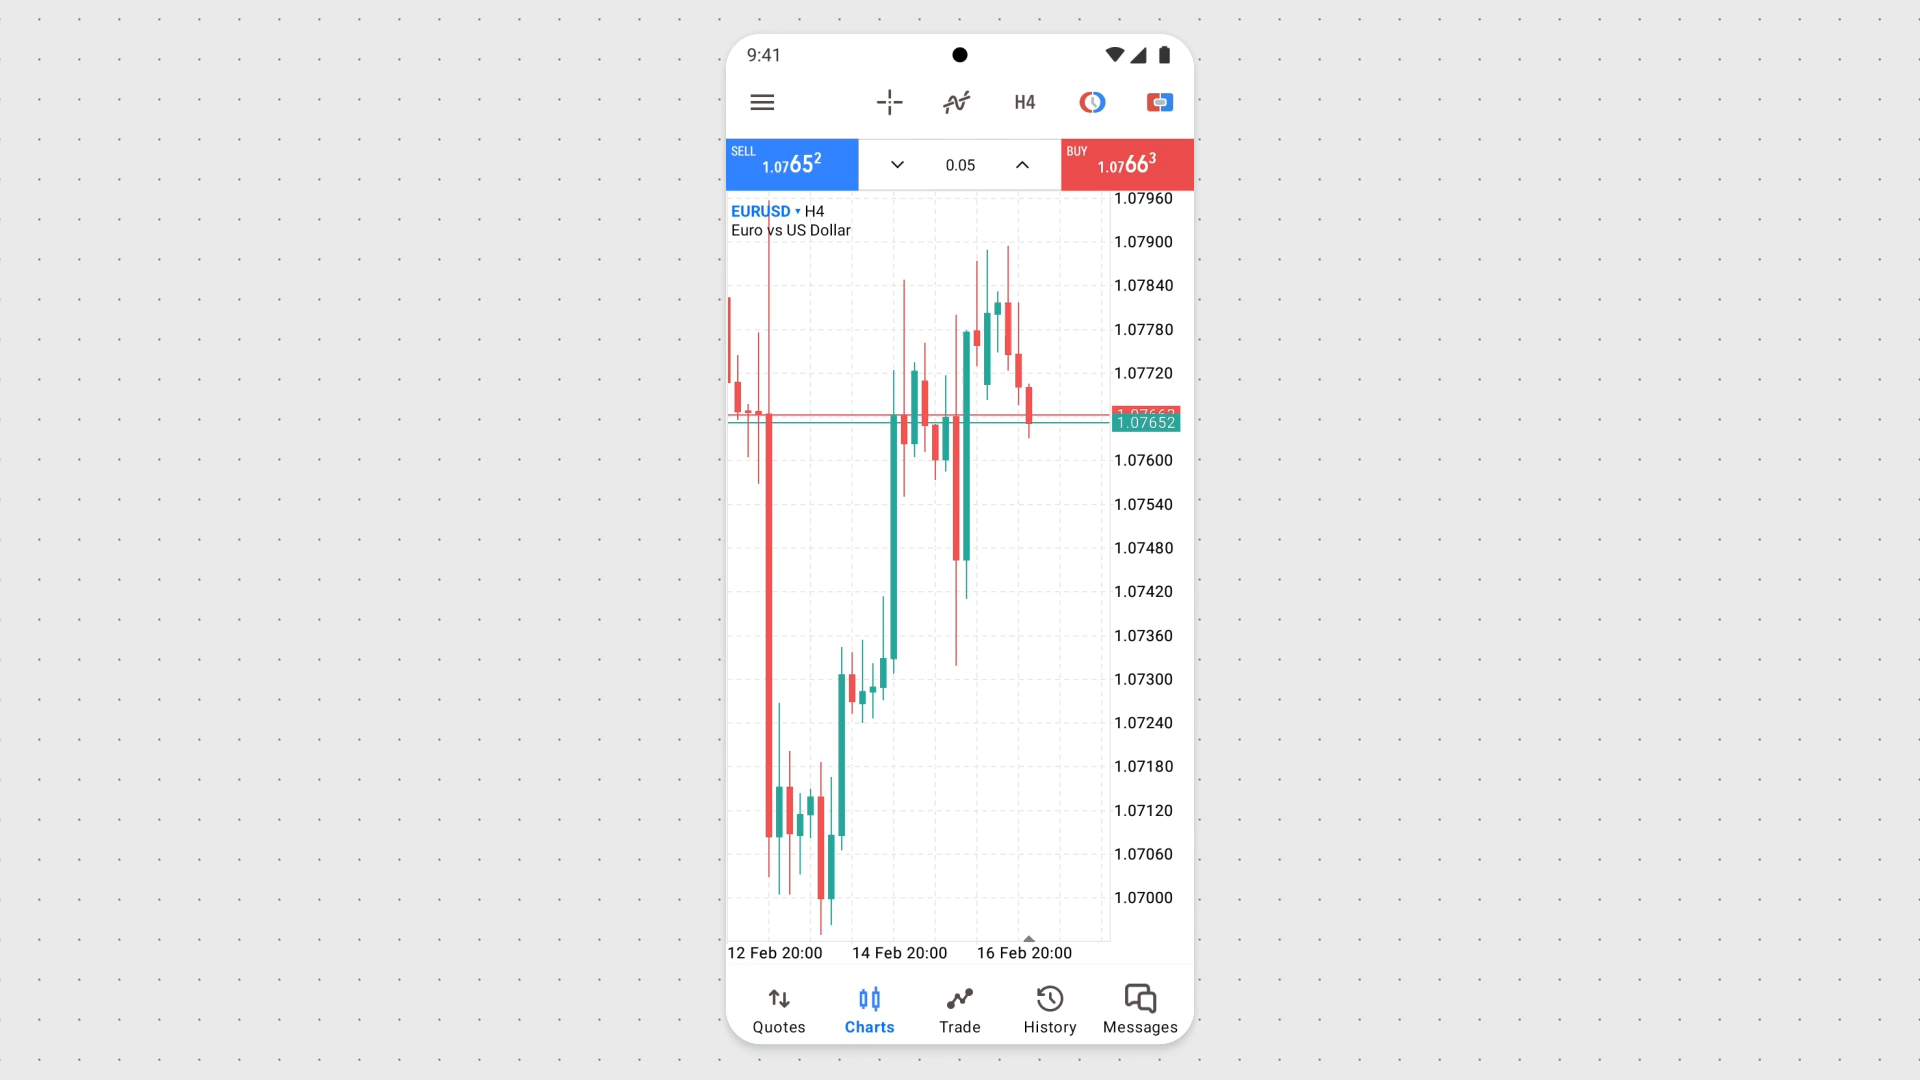 9:41
H4
SELL 1.07652
0.05
BUY 1.07663
EURUSD ▾ H4
Euro vs US Dollar
1.07960
1.07900
1.07840
1.07780
1.07720
1.07663
1.07652
1.07600
1.07540
1.07480
1.07420
1.07360
1.07300
1.07240
1.07180
1.07120
1.07060
1.07000
12 Feb 20:00 14 Feb 20:00 16 Feb 20:00
Quotes Charts Trade History Messages